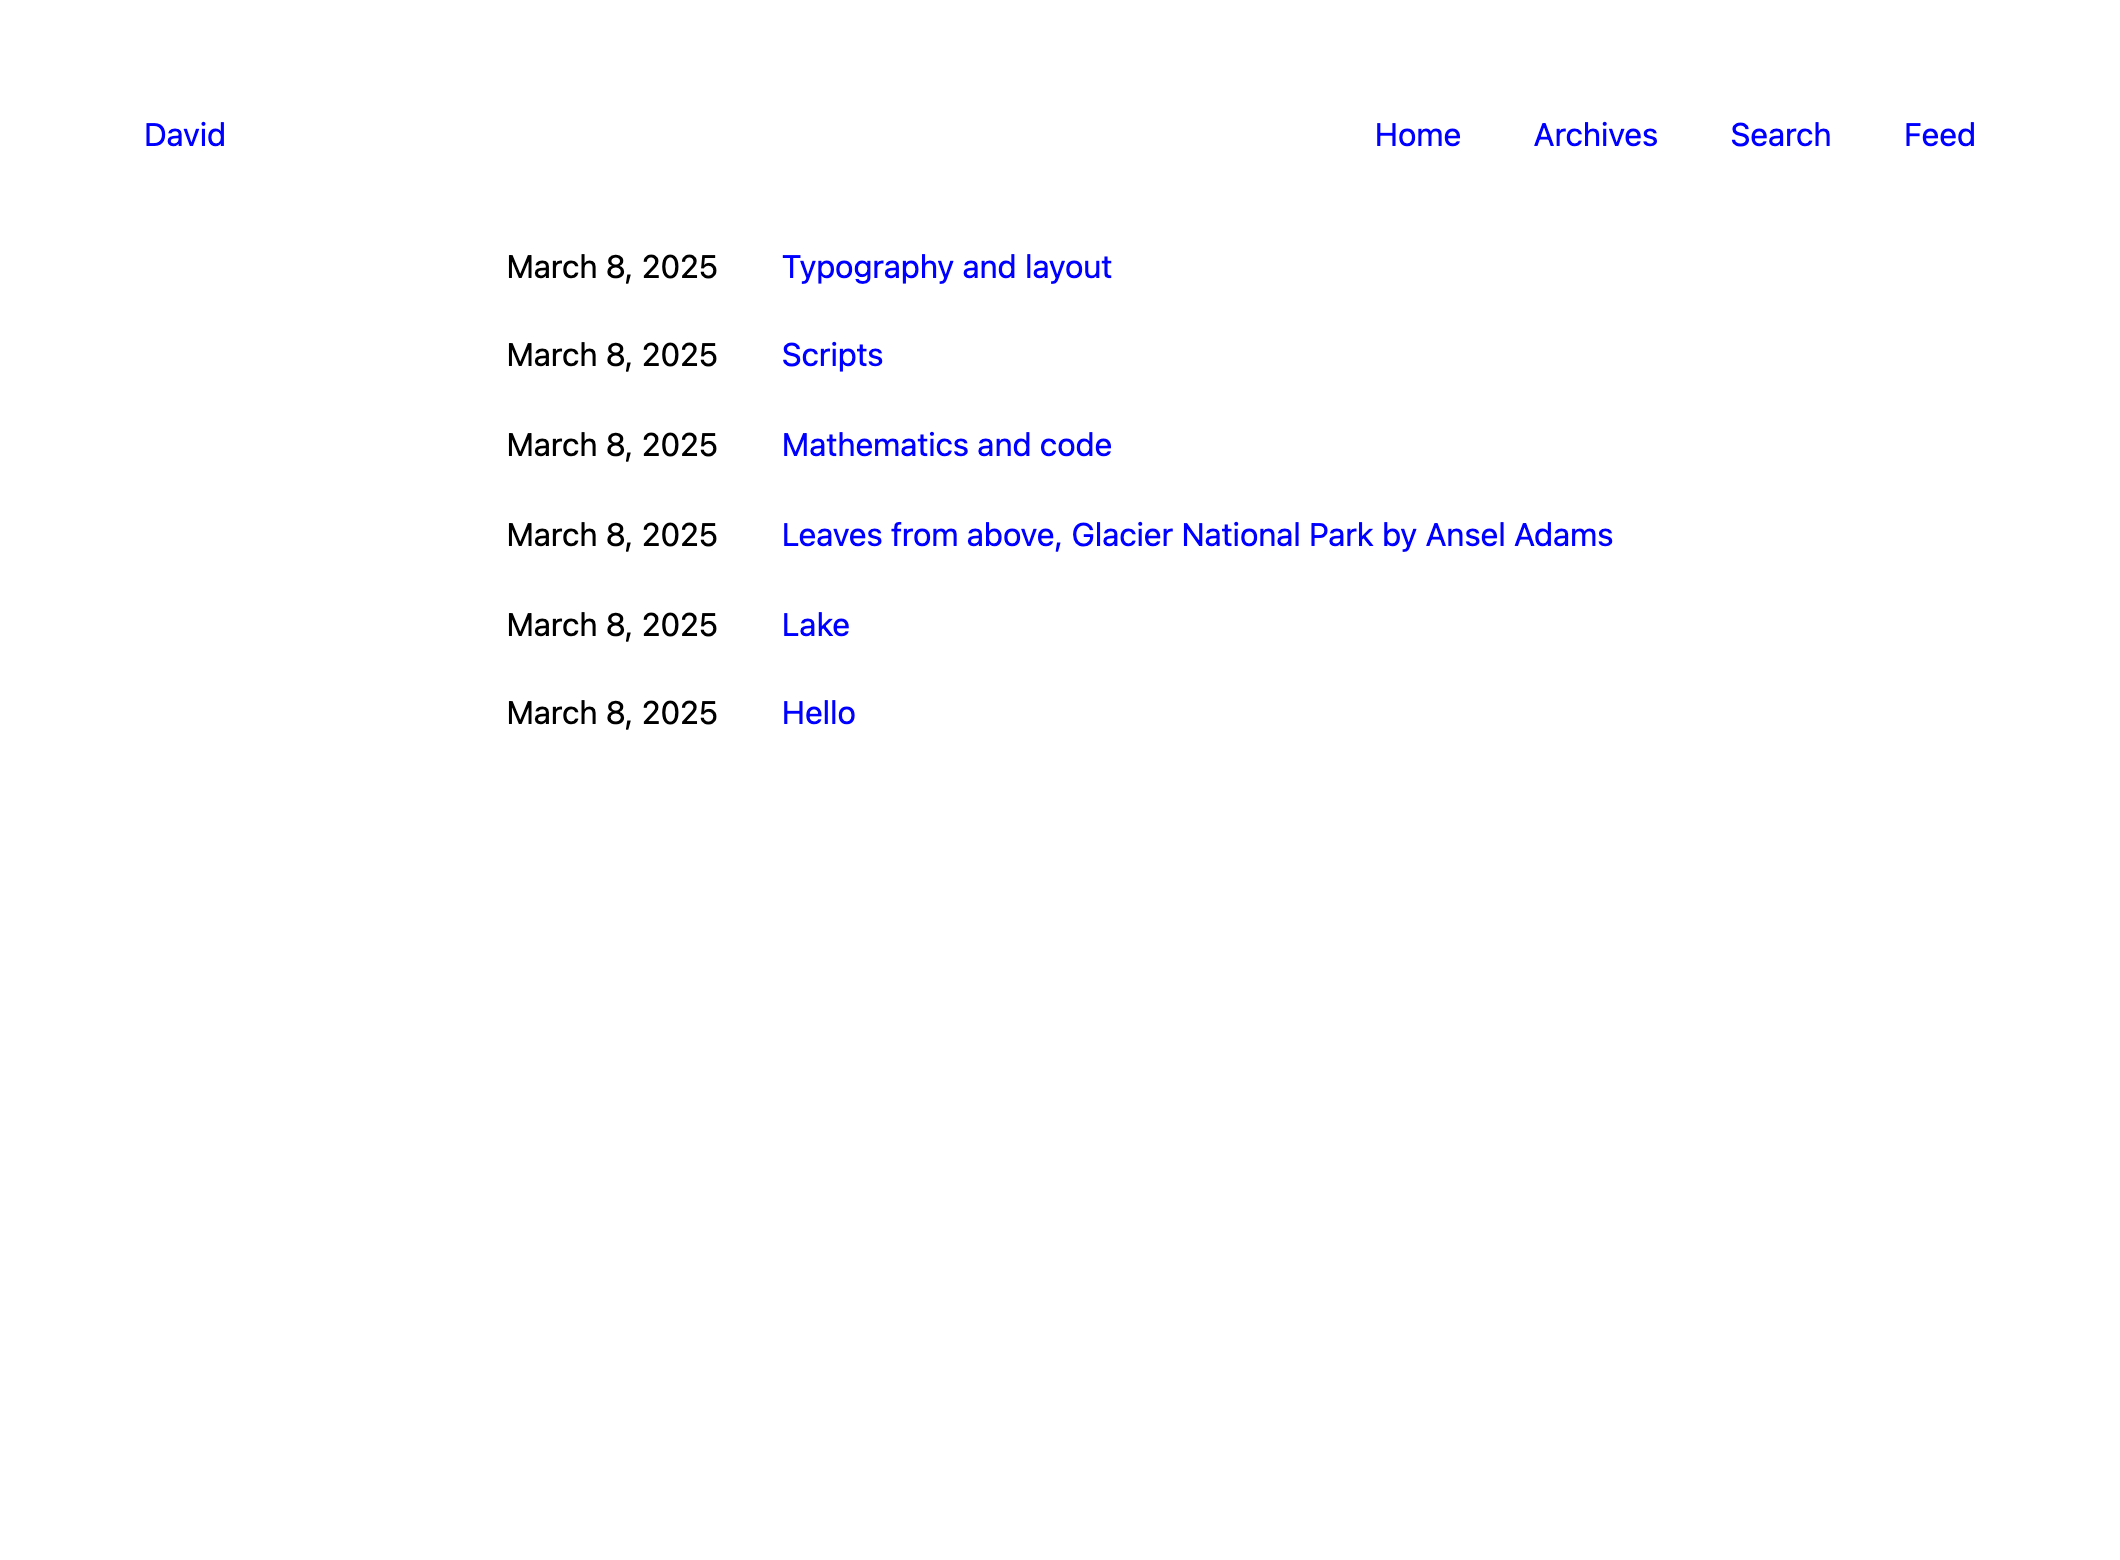 David Home Archives Search Feed
March 8, 2025 Typography and layout
March 8, 2025 Scripts
March 8, 2025 Mathematics and code
March 8, 2025 Leaves from above, Glacier National Park by Ansel Adams
March 8, 2025 Lake
March 8, 2025 Hello